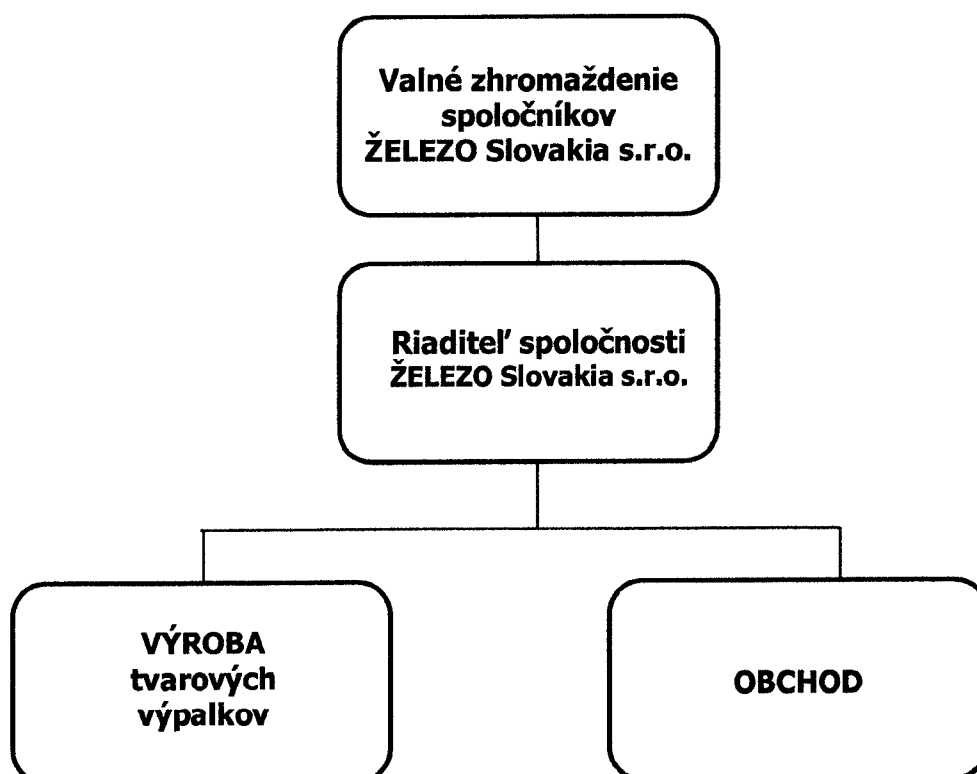 Valné zhromaždenie
spoločníkov
ŽELEZO Slovakia s.r.o.
Riaditeľ spoločnosti
ŽELEZO Slovakia s.r.o.
VÝROBA
tvarových
výpalkov
OBCHOD